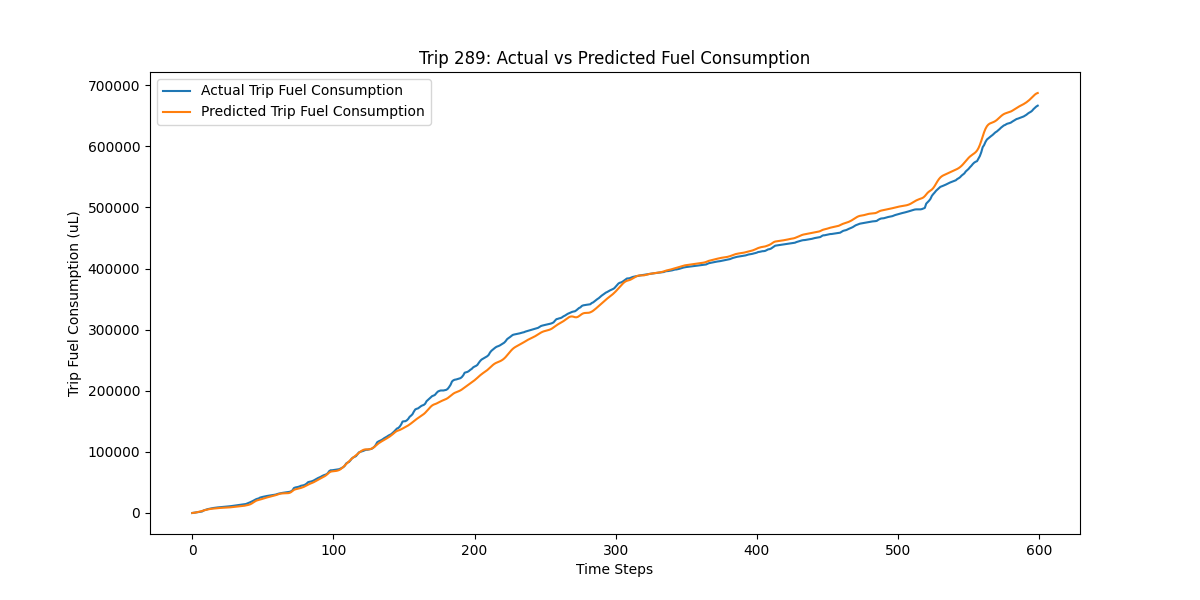 Trip 289: Actual vs Predicted Fuel Consumption
Actual Trip Fuel Consumption
Predicted Trip Fuel Consumption
Trip Fuel Consumption (uL)
700000
600000
500000
400000
300000
200000
100000
0
0 100 200 300 400 500 600
Time Steps